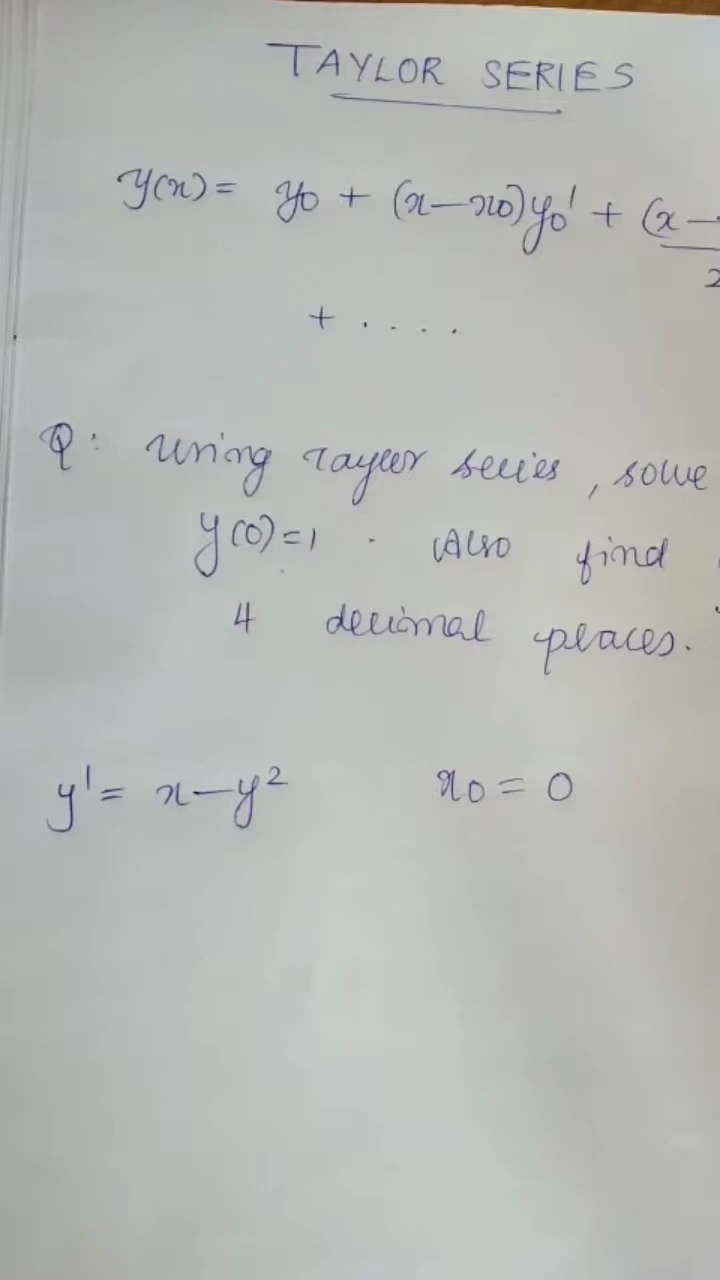 TAYLOR SERIES
y(x) = y0 + (x-x0)y0' + (x-
2
+ ....
Q: Using Taylor series, solve
y(0)=1 . Also find
4 decimal places.
y' = x-y² x0 = 0